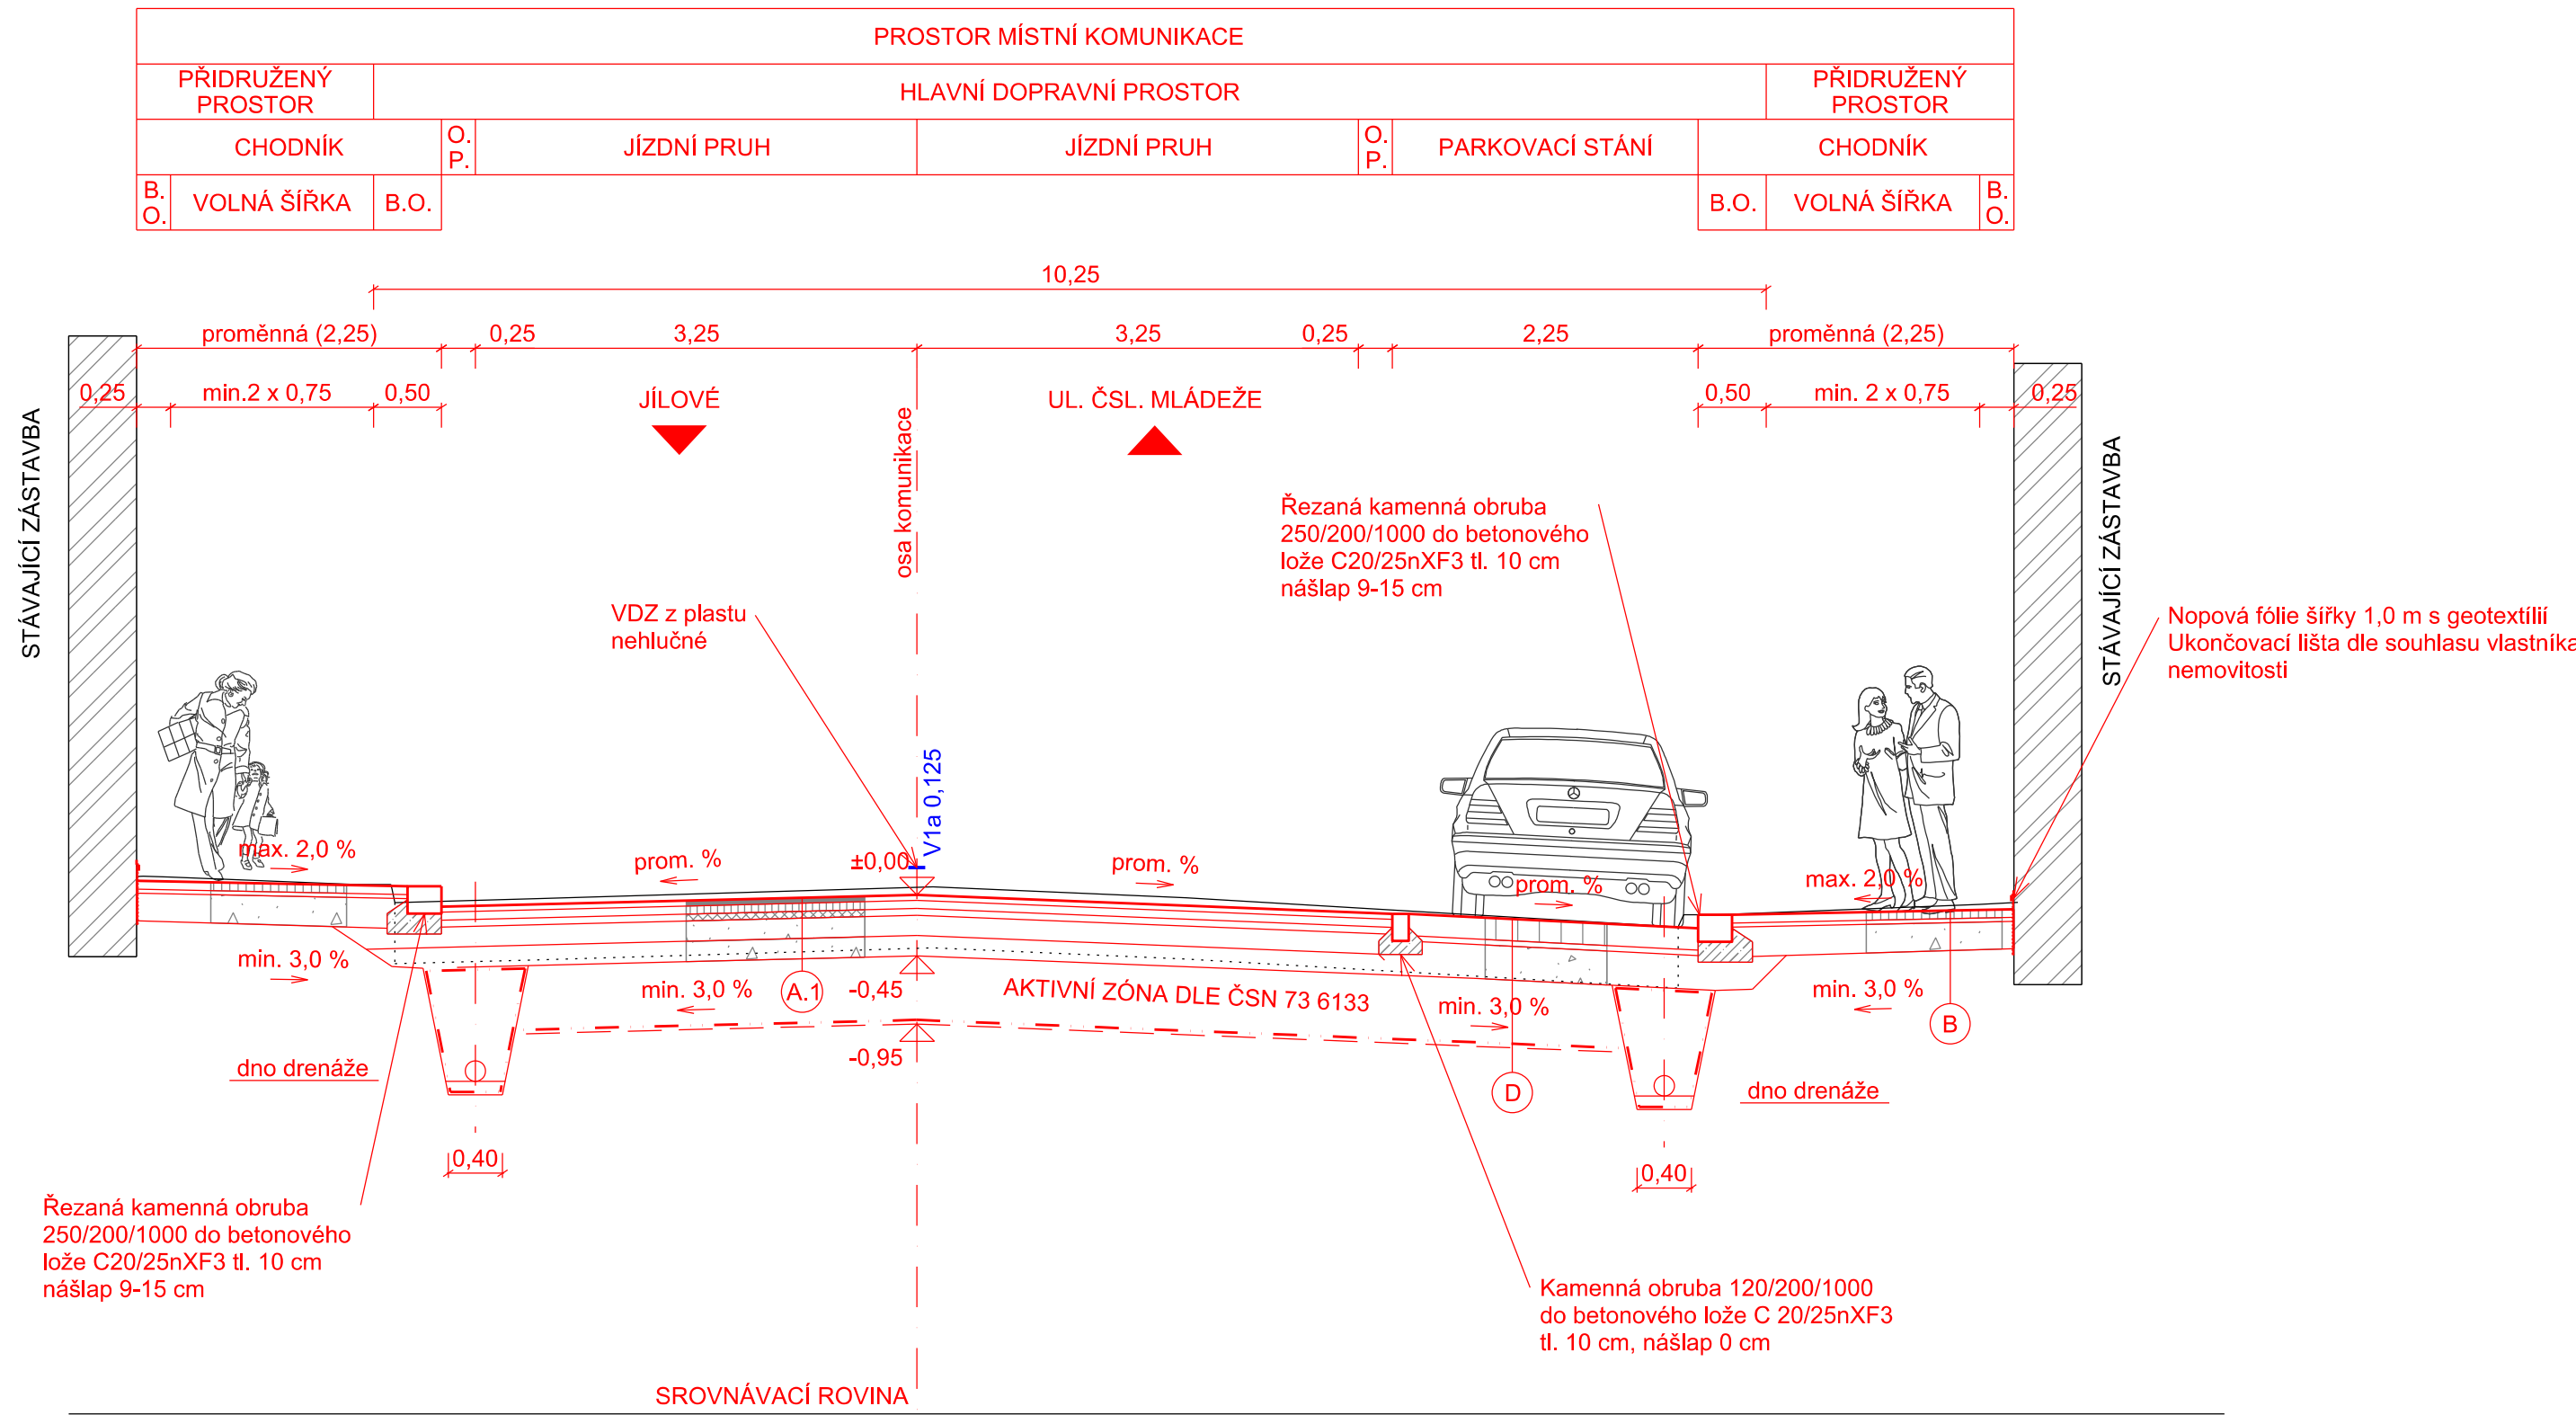 PROSTOR MÍSTNÍ KOMUNIKACE
PŘIDRUŽENÝ
PROSTOR
HLAVNÍ DOPRAVNÍ PROSTOR
PŘIDRUŽENÝ
PROSTOR
CHODNÍK
O.
P.
JÍZDNÍ PRUH
JÍZDNÍ PRUH
O.
P.
PARKOVACÍ STÁNÍ
CHODNÍK
B.
O.
VOLNÁ ŠÍŘKA
B.O.
B.O.
VOLNÁ ŠÍŘKA
B.
O.
10,25
proměnná (2,25)
0,25
3,25
3,25
0,25
2,25
proměnná (2,25)
0,25
min.2 x 0,75
0,50
JÍLOVÉ
UL. ČSL. MLÁDEŽE
0,50
min. 2 x 0,75
0,25
STÁVAJÍCÍ ZÁSTAVBA
osa komunikace
STÁVAJÍCÍ ZÁSTAVBA
Řezaná kamenná obruba
250/200/1000 do betonového
lože C20/25nXF3 tl. 10 cm
nášlap 9-15 cm
VDZ z plastu
nehlučné
Nopová fólie šířky 1,0 m s geotextílií
Ukončovací lišta dle souhlasu vlastníka
nemovitosti
V1a 0,125
max. 2,0 %
prom. %
±0,00
prom. %
prom. %
max. 2,0 %
min. 3,0 %
min. 3,0 %
A.1
-0,45
AKTIVNÍ ZÓNA DLE ČSN 73 6133
min. 3,0 %
min. 3,0 %
B
-0,95
dno drenáže
D
dno drenáže
0,40
0,40
Řezaná kamenná obruba
250/200/1000 do betonového
lože C20/25nXF3 tl. 10 cm
nášlap 9-15 cm
Kamenná obruba 120/200/1000
do betonového lože C 20/25nXF3
tl. 10 cm, nášlap 0 cm
SROVNÁVACÍ ROVINA